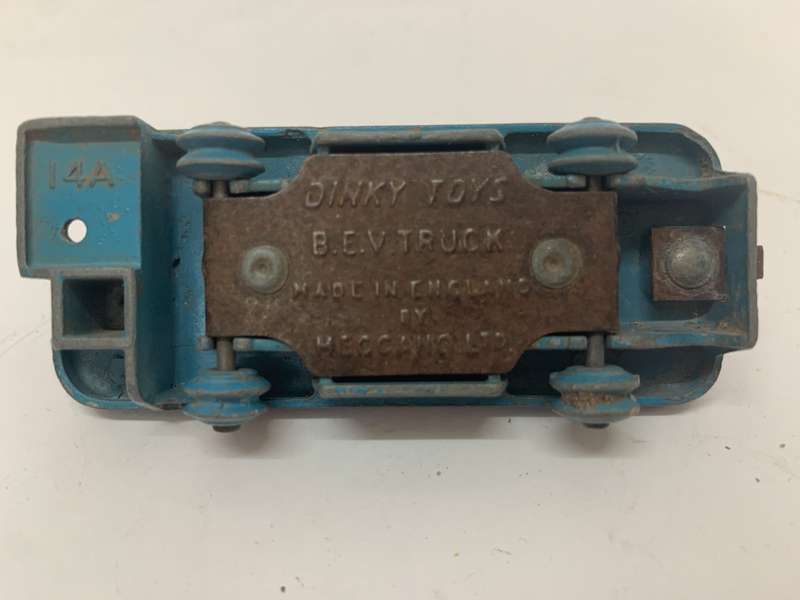 14A
DINKY TOYS
B.E.V TRUCK
MADE IN ENGLAND
BY
MECCANO LTD.